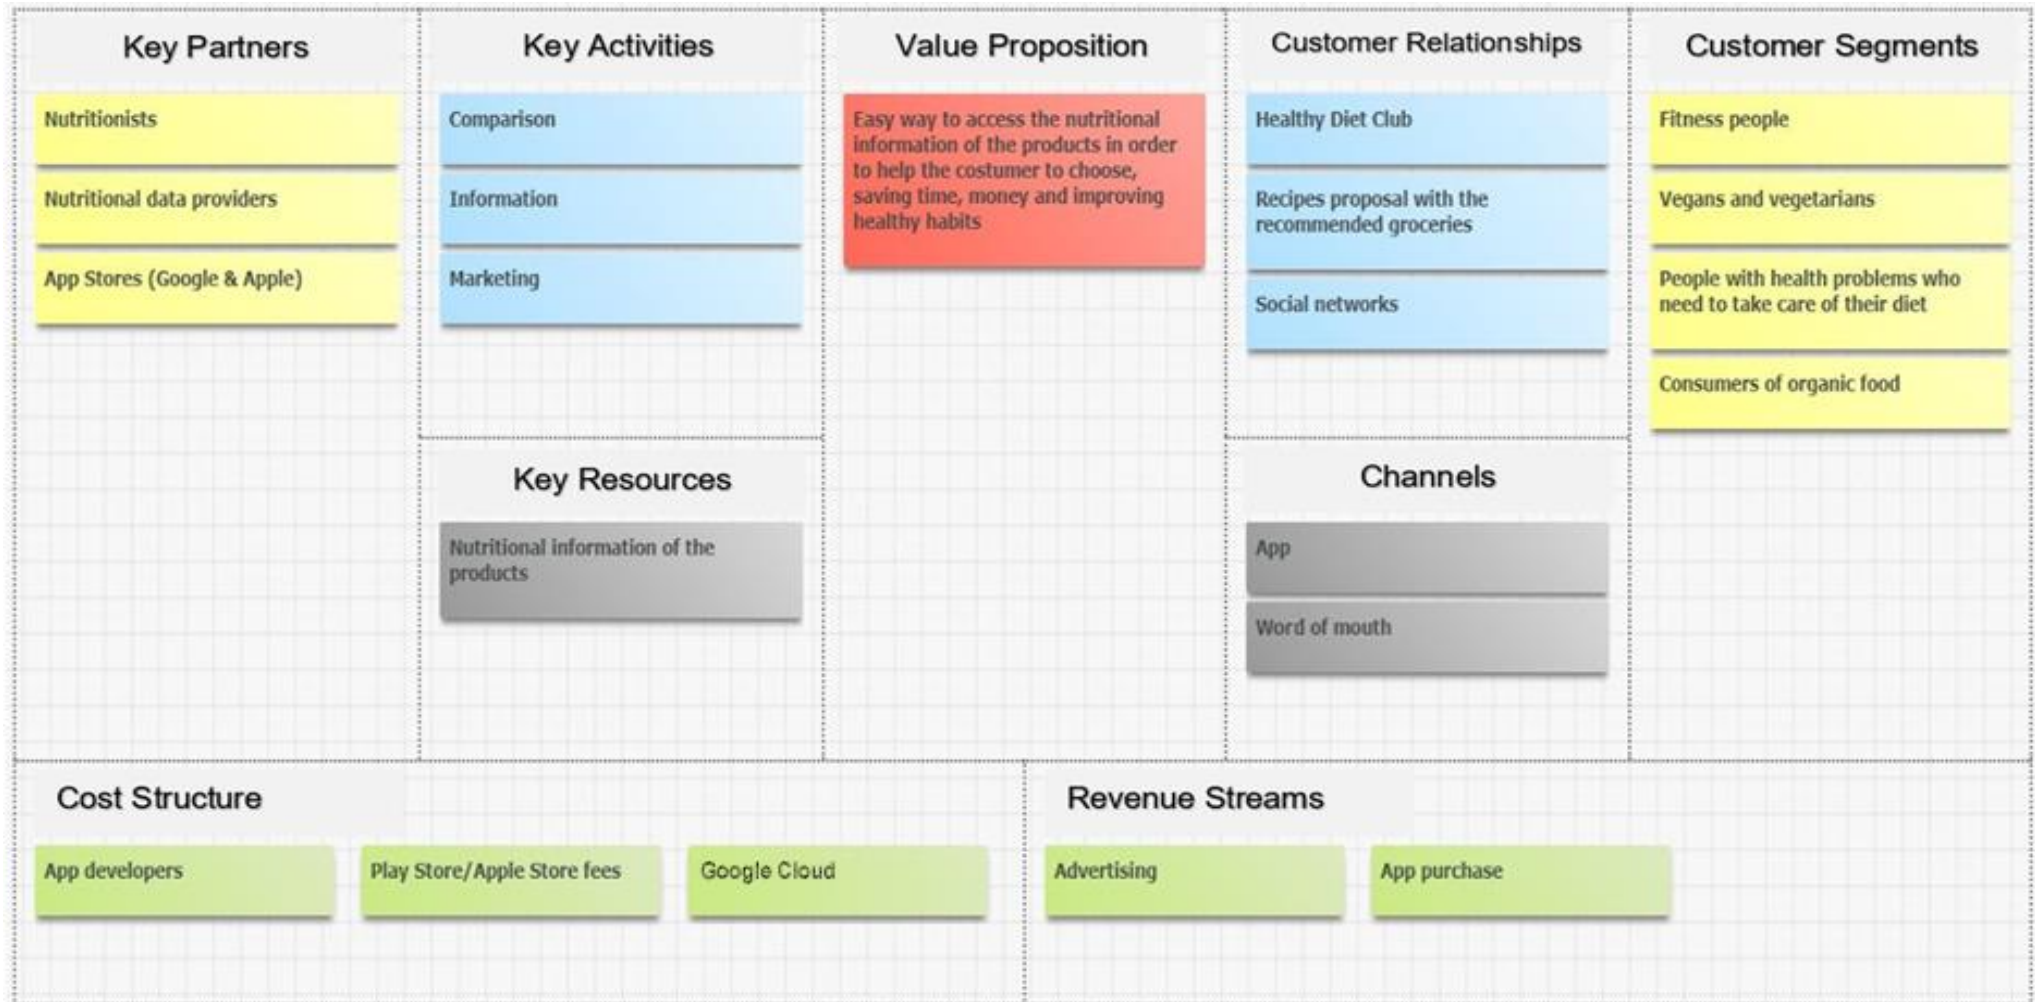 Key Partners
Nutritionists
Nutritional data providers
App Stores (Google & Apple)
Key Activities
Comparison
Information
Marketing
Key Resources
Nutritional information of the
products
Value Proposition
Easy way to access the nutritional
information of the products in order
to help the costumer to choose,
saving time, money and improving
healthy habits
Customer Relationships
Healthy Diet Club
Recipes proposal with the
recommended groceries
Social networks
Channels
App
Word of mouth
Customer Segments
Fitness people
Vegans and vegetarians
People with health problems who
need to take care of their diet
Consumers of organic food
Cost Structure
App developers
Play Store/Apple Store fees
Google Cloud
Revenue Streams
Advertising
App purchase